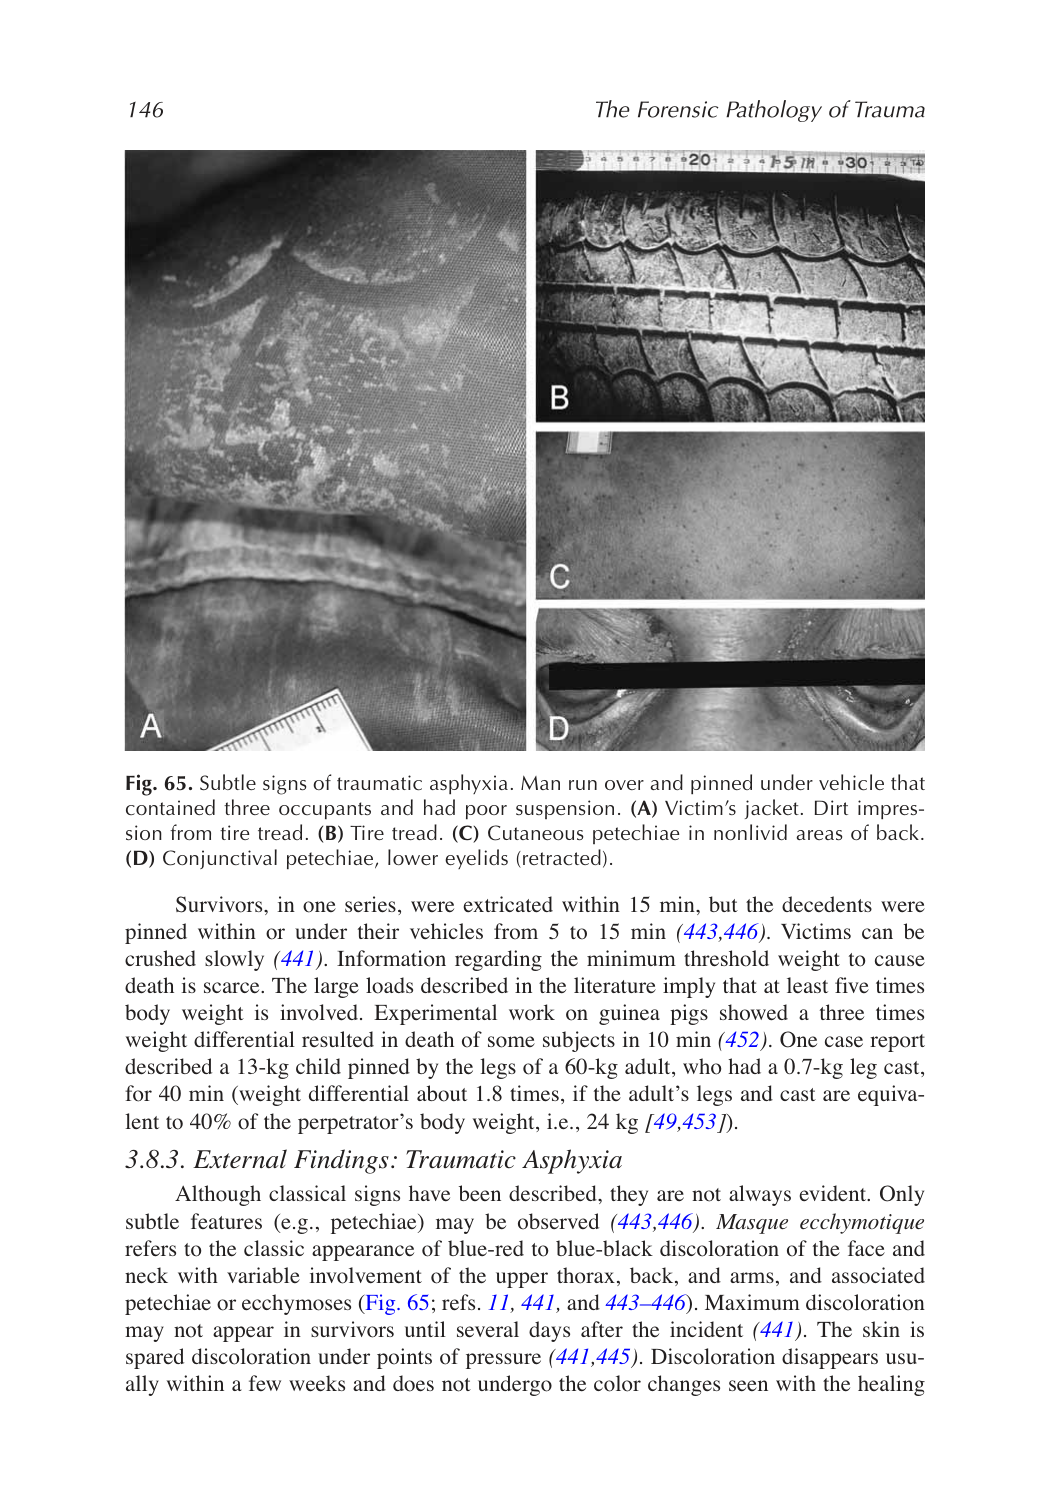 146
The Forensic Pathology of Trauma
20
15 in
30
A
B
C
D
Fig. 65. Subtle signs of traumatic asphyxia. Man run over and pinned under vehicle that
contained three occupants and had poor suspension. (A) Victim's jacket. Dirt impres-
sion from tire tread. (B) Tire tread. (C) Cutaneous petechiae in nonlivid areas of back.
(D) Conjunctival petechiae, lower eyelids (retracted).
Survivors, in one series, were extricated within 15 min, but the decedents were
pinned within or under their vehicles from 5 to 15 min (443,446). Victims can be
crushed slowly (441). Information regarding the minimum threshold weight to cause
death is scarce. The large loads described in the literature imply that at least five times
body weight is involved. Experimental work on guinea pigs showed a three times
weight differential resulted in death of some subjects in 10 min (452). One case report
described a 13-kg child pinned by the legs of a 60-kg adult, who had a 0.7-kg leg cast,
for 40 min (weight differential about 1.8 times, if the adult's legs and cast are equiva-
lent to 40% of the perpetrator's body weight, i.e., 24 kg [49,453]).
3.8.3. External Findings: Traumatic Asphyxia
Although classical signs have been described, they are not always evident. Only
subtle features (e.g., petechiae) may be observed (443,446). Masque ecchymotique
refers to the classic appearance of blue-red to blue-black discoloration of the face and
neck with variable involvement of the upper thorax, back, and arms, and associated
petechiae or ecchymoses (Fig. 65; refs. 11, 441, and 443–446). Maximum discoloration
may not appear in survivors until several days after the incident (441). The skin is
spared discoloration under points of pressure (441,445). Discoloration disappears usu-
ally within a few weeks and does not undergo the color changes seen with the healing